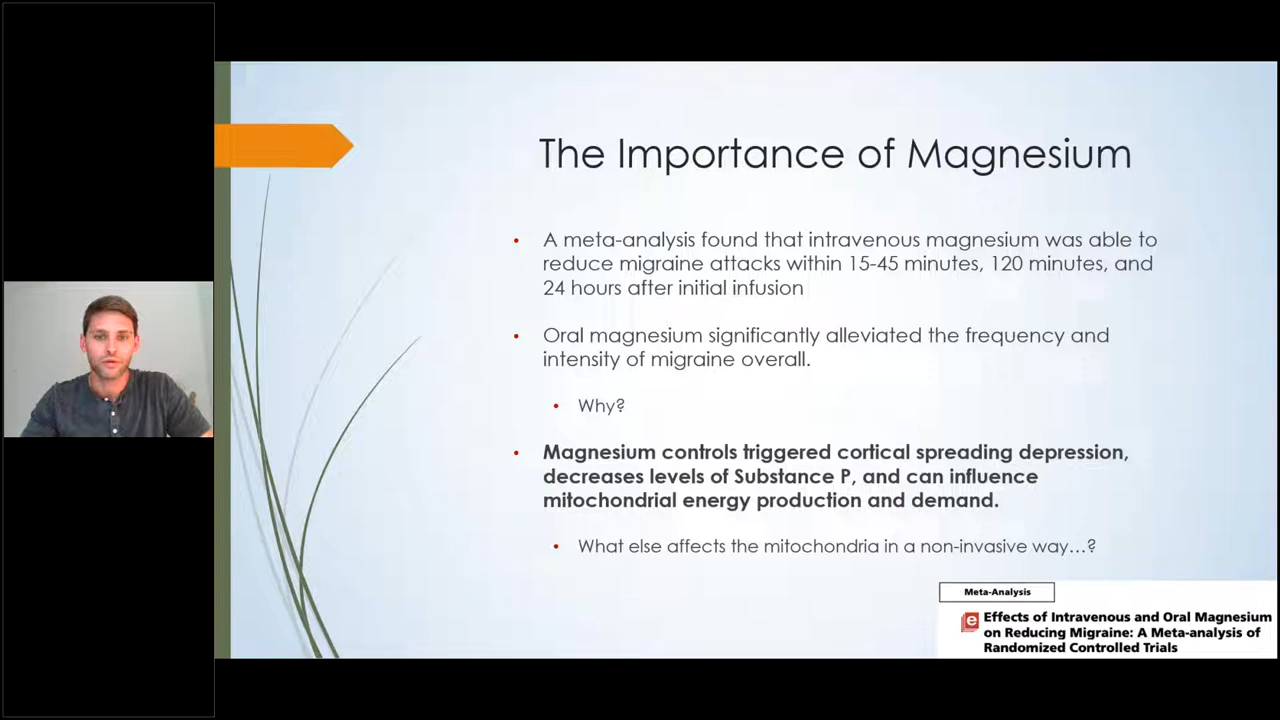 The Importance of Magnesium
• A meta-analysis found that intravenous magnesium was able to
reduce migraine attacks within 15-45 minutes, 120 minutes, and
24 hours after initial infusion
• Oral magnesium significantly alleviated the frequency and
intensity of migraine overall.
• Why?
• Magnesium controls triggered cortical spreading depression,
decreases levels of Substance P, and can influence
mitochondrial energy production and demand.
• What else affects the mitochondria in a non-invasive way...?
Meta-Analysis
e Effects of Intravenous and Oral Magnesium
on Reducing Migraine: A Meta-analysis of
Randomized Controlled Trials